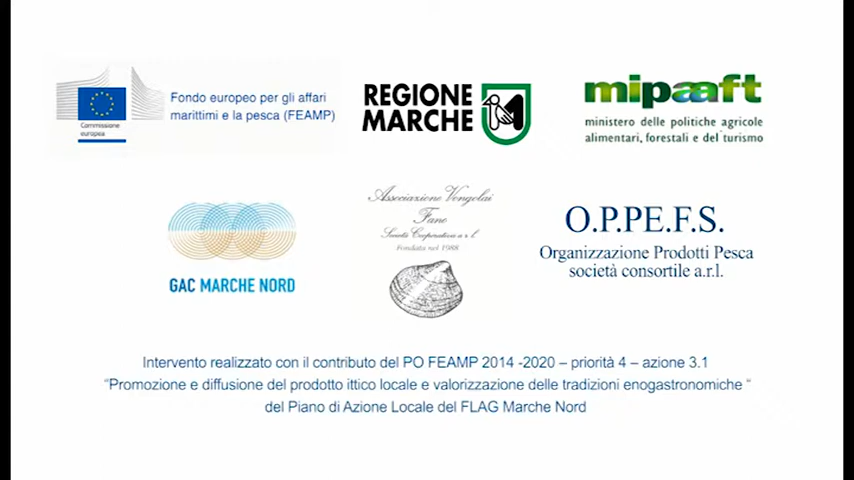 Commissione
europea
Fondo europeo per gli affari
marittimi e la pesca (FEAMP)
REGIONE
MARCHE
mipaaft
ministero delle politiche agricole
alimentari, forestali e del turismo
GAC MARCHE NORD
Associazione Vongolai
Fano
Società Cooperativa a r.l.
Fondata nel 1988
O.P.PE.F.S.
Organizzazione Prodotti Pesca
società consortile a.r.l.
Intervento realizzato con il contributo del PO FEAMP 2014 -2020 – priorità 4 – azione 3.1
“Promozione e diffusione del prodotto ittico locale e valorizzazione delle tradizioni enogastronomiche “
del Piano di Azione Locale del FLAG Marche Nord